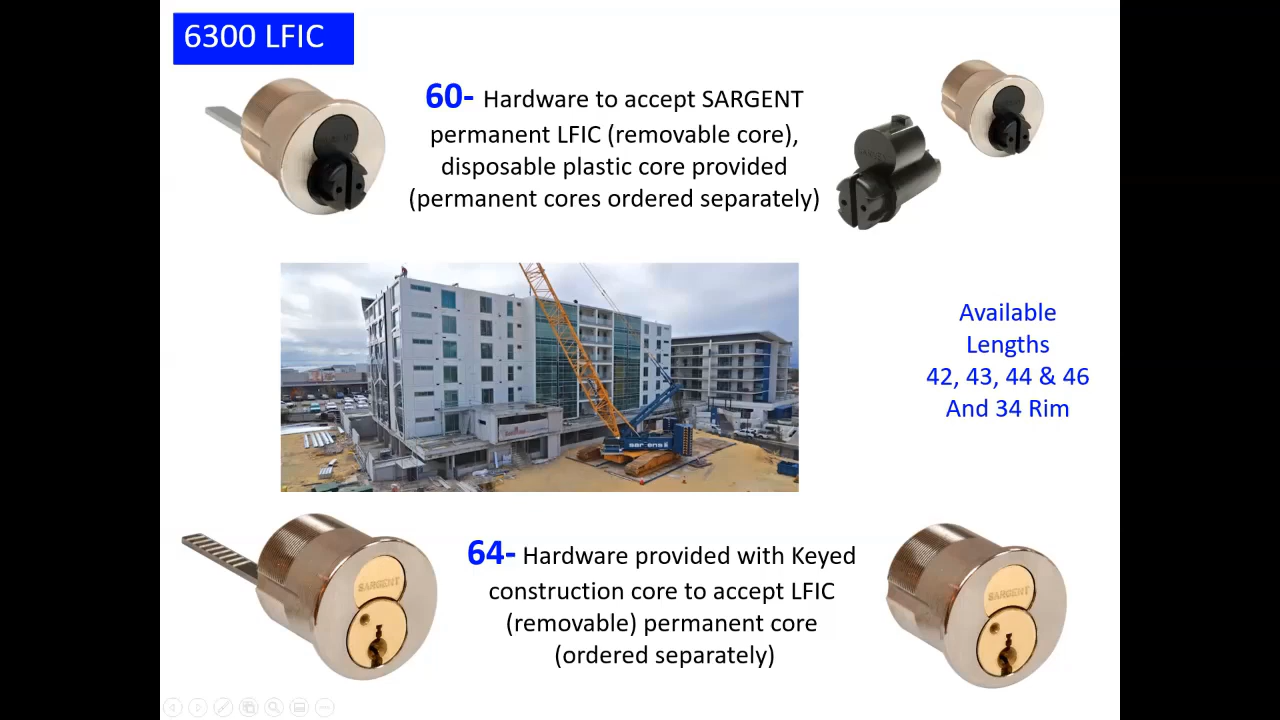 6300 LFIC
60- Hardware to accept SARGENT
permanent LFIC (removable core),
disposable plastic core provided
(permanent cores ordered separately)
Available
Lengths
42, 43, 44 & 46
And 34 Rim
SARGENT
64- Hardware provided with Keyed
construction core to accept LFIC
(removable) permanent core
(ordered separately)
SARGENT